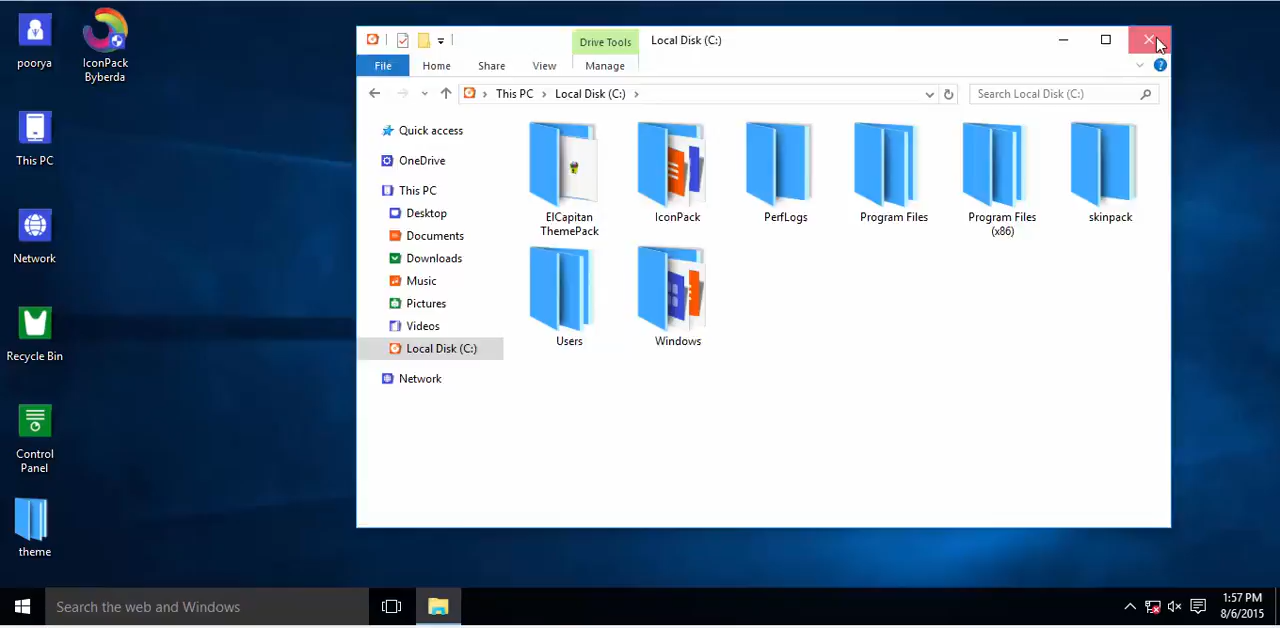 poorya
IconPack
Byberda
This PC
Network
Recycle Bin
Control
Panel
theme
Drive Tools
Local Disk (C:)
File
Home
Share
View
Manage
This PC
Local Disk (C:)
Search Local Disk (C:)
Quick access
OneDrive
This PC
Desktop
Documents
Downloads
Music
Pictures
Videos
Local Disk (C:)
Network
ElCapitan
ThemePack
IconPack
PerfLogs
Program Files
Program Files
(x86)
skinpack
Users
Windows
Search the web and Windows
1:57 PM
8/6/2015